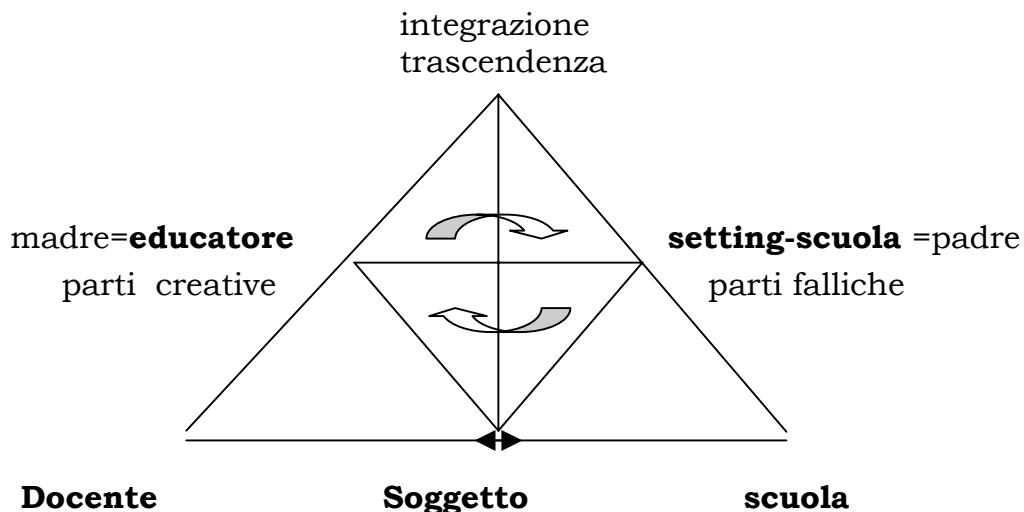 integrazione
trascendenza
madre=educatore setting-scuola =padre
parti creative parti falliche
Docente Soggetto scuola